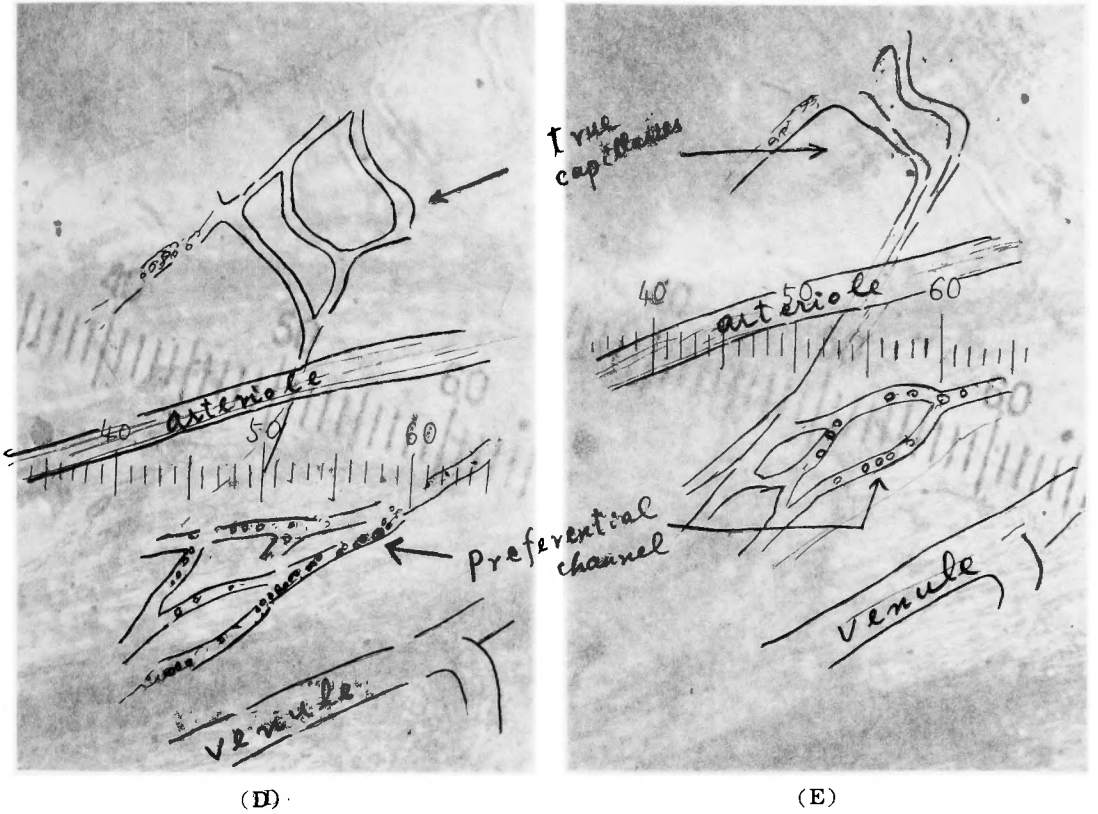 true
capillaries
40
50
60
arteriole
arteriole
40
50
60
preferential
channel
venule
venule
(D)
(E)